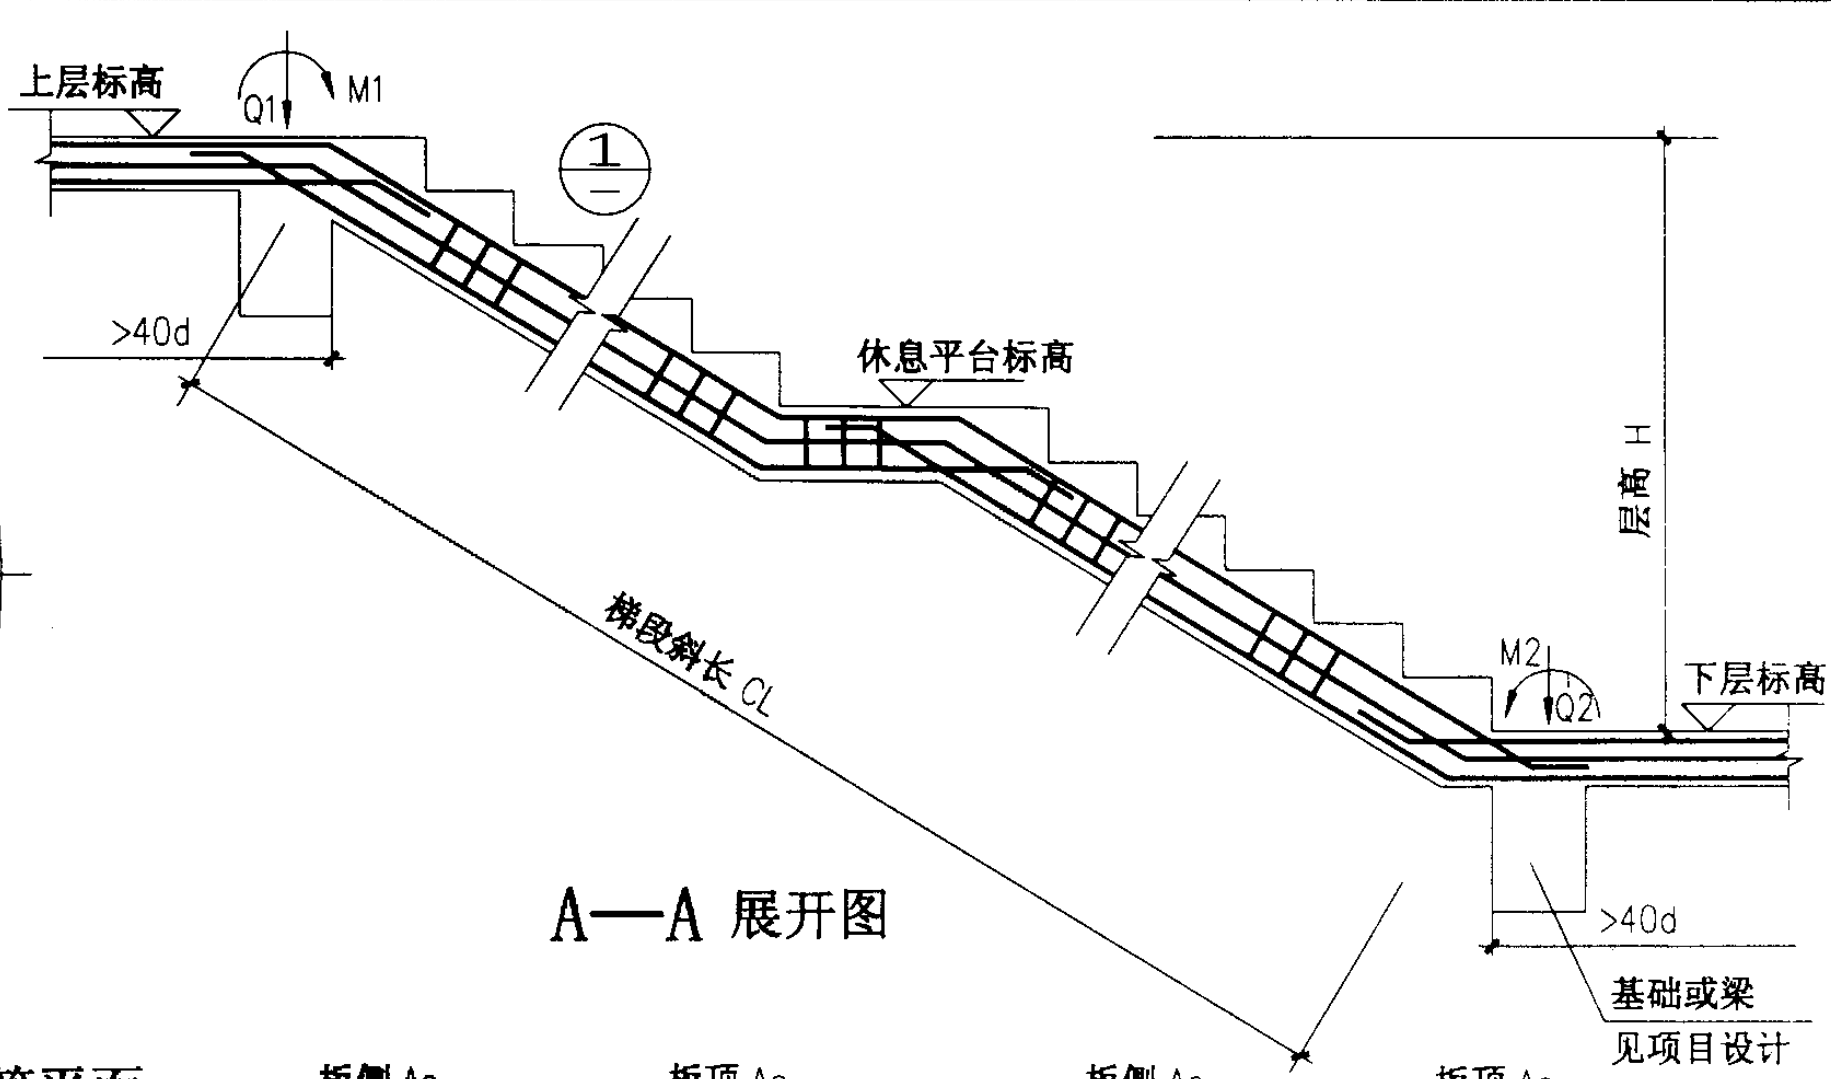 上层标高
Q1
M1
1
>40d
休息平台标高
层高 H
梯段斜长 CL
M2
Q2
下层标高
A—A 展开图
>40d
基础或梁
见项目设计